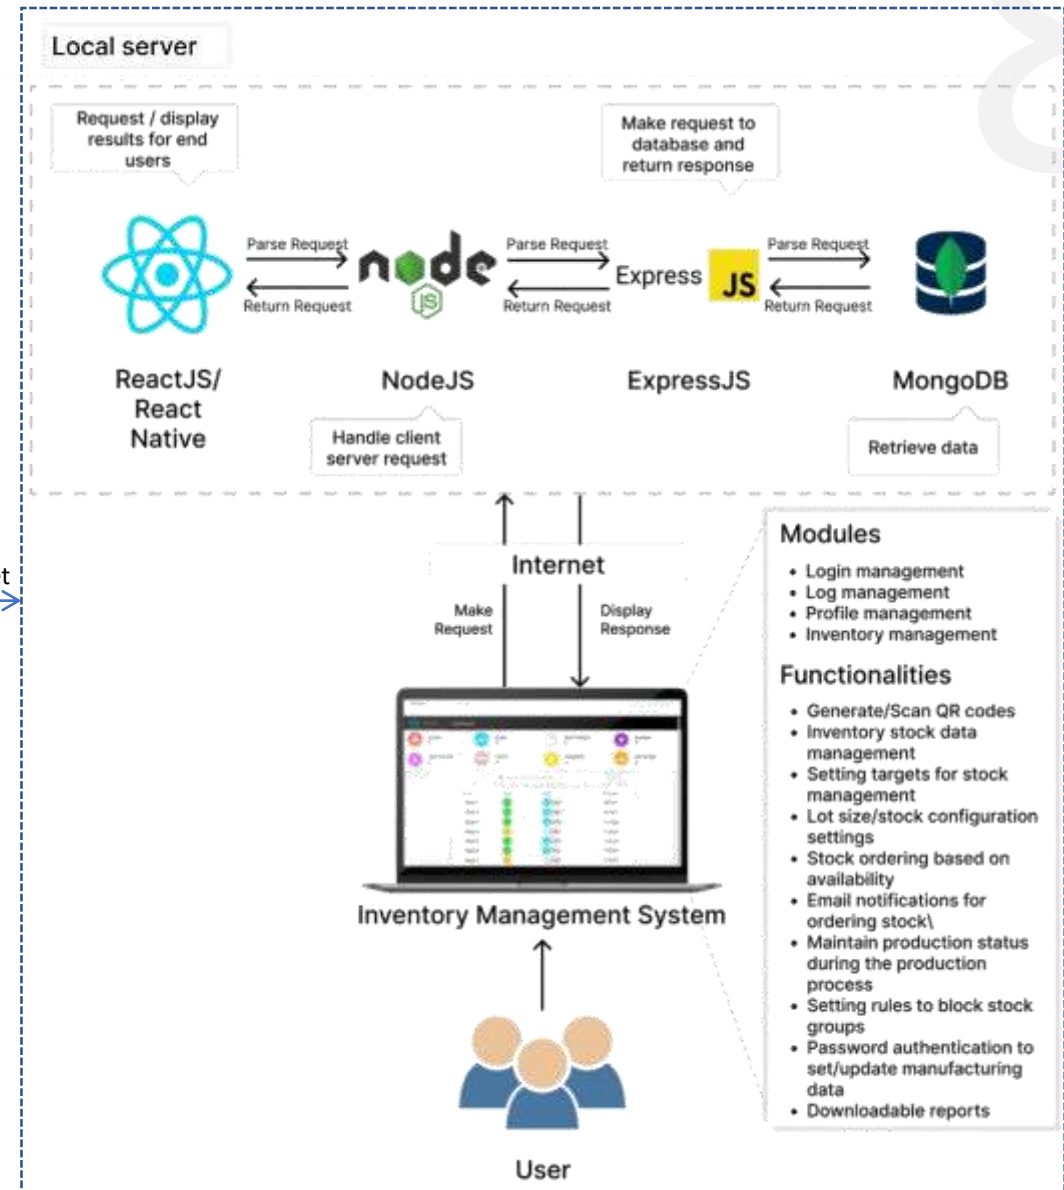 Local server
Request / display
results for end
users
Make request to
database and
return response
Parse Request
Return Request
node
JS
Parse Request
Return Request
Express
JS
Parse Request
Return Request
ReactJS/
React
Native
NodeJS
ExpressJS
MongoDB
Handle client
server request
Retrieve data
Internet
Make
Request
Display
Response
Modules
• Login management
• Log management
• Profile management
• Inventory management
Functionalities
• Generate/Scan QR codes
• Inventory stock data
management
• Setting targets for stock
management
• Lot size/stock configuration
settings
• Stock ordering based on
availability
• Email notifications for
ordering stock\
• Maintain production status
during the production
process
• Setting rules to block stock
groups
• Password authentication to
set/update manufacturing
data
• Downloadable reports
Inventory Management System
User